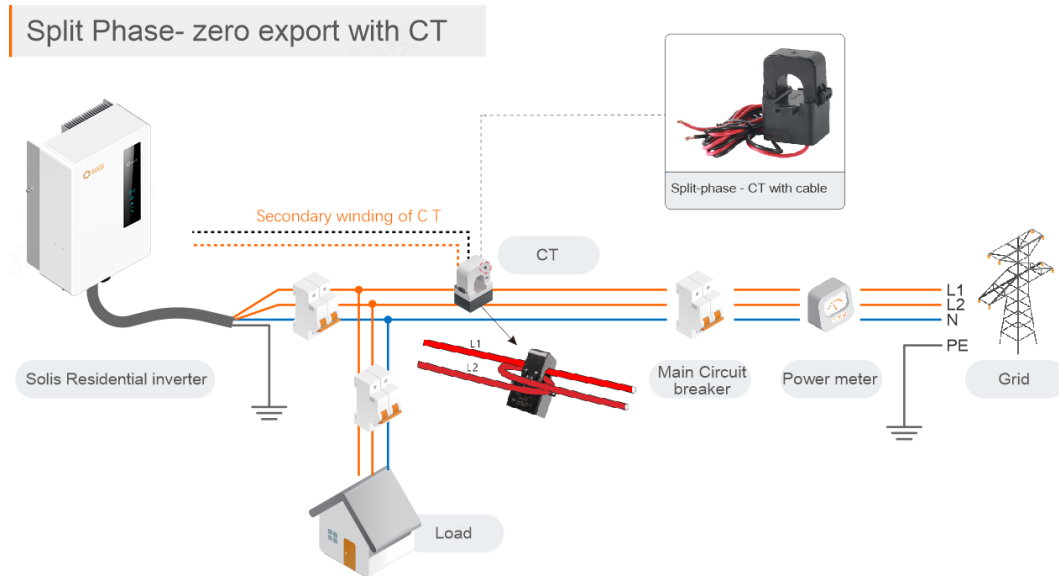 Split Phase- zero export with CT
solis
Split-phase - CT with cable
Secondary winding of C T
CT
L1
L2
N
PE
L1
L2
Solis Residential inverter
Main Circuit
breaker
Power meter
Grid
Load